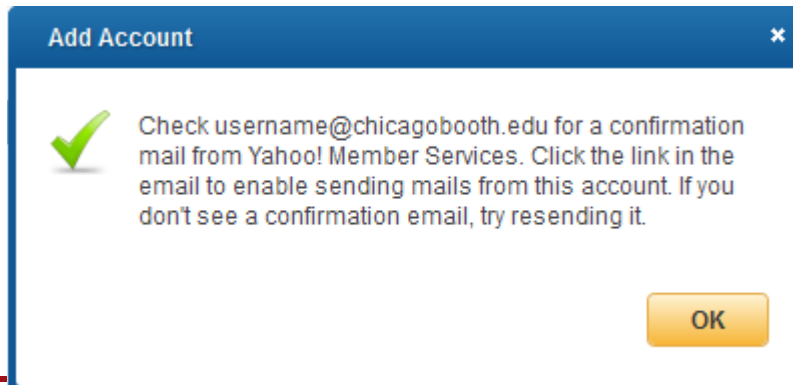 Add Account
Check username@chicagobooth.edu for a confirmation
mail from Yahoo! Member Services. Click the link in the
email to enable sending mails from this account. If you
don't see a confirmation email, try resending it.
OK